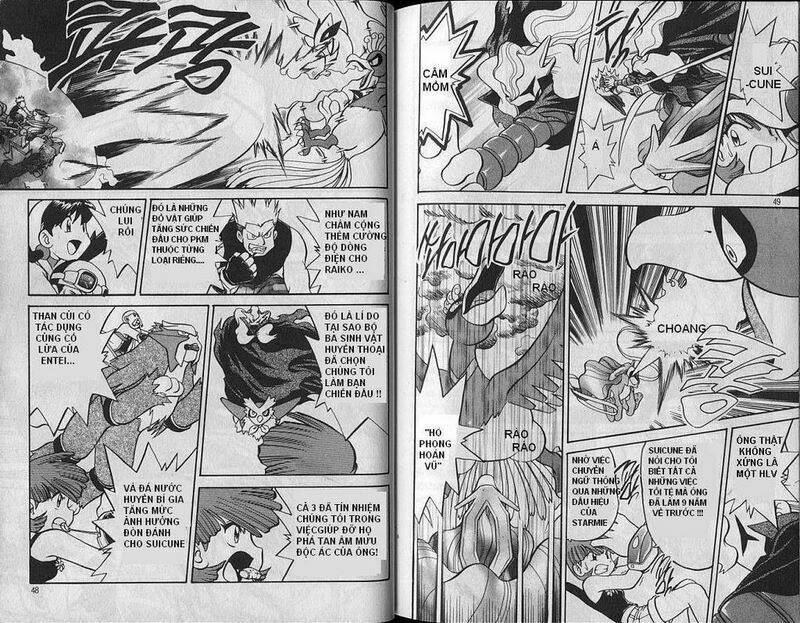 CHÚNG
LUI
RỒI
ĐÓ LÀ NHỮNG
ĐỒ VẬT GIÚP
TĂNG SỨC CHIẾN
ĐẤU CHO PKM
THUỘC TỪNG
LOẠI RIÊNG....
NHƯ NAM
CHÂM CỘNG
THÊM CƯỜNG
ĐỘ DÒNG
ĐIỆN CHO
RAIKO...
THAN CỦI CÓ
TÁC DỤNG
CỦNG CỐ
LỬA CỦA
ENTEI...
VÀ ĐÁ NƯỚC
HUYỀN BÍ GIA
TĂNG MỨC
ẢNH HƯỞNG
ĐÒN ĐÁNH
CHO SUICUNE
ĐÓ LÀ LÍ DO
TẠI SAO BỘ
BA SINH VẬT
HUYỀN THOẠI
ĐÃ CHỌN
CHÚNG TÔI
LÀM BẠN
CHIẾN ĐẤU !!
CẢ 3 ĐÃ TÍN NHIỆM
CHÚNG TÔI TRONG
VIỆCGIÚP ĐỠ HỌ
PHÁ TAN ÂM MƯU
ĐỘC ÁC CỦA ÔNG!
48
CÂM
MỒM
Á
SUI
-CUNE
49
RÀO
RÀO
"HÔ
PHONG
HOÁN
VŨ"
RÀO
RÀO
CHOANG
NHỜ VIỆC
CHUYỂN
NGỮ THÔNG
QUA NHỮNG
DẤU HIỆU
CỦA
STARMIE
SUICUNE ĐÃ
NÓI CHO TÔI
BIẾT TẤT CẢ
NHỮNG VIỆC
TỒI TỆ MÀ ÔNG
ĐÃ LÀM 9 NĂM
VỀ TRƯỚC !!!
ÔNG THẬT
KHÔNG
XỨNG LÀ
MỘT HLV